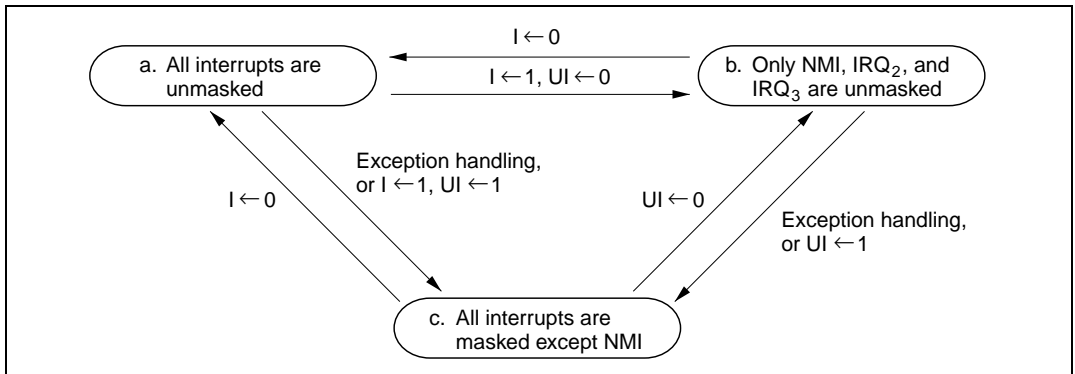 I ← 0
a. All interrupts are
unmasked
I ← 1, UI ← 0
b. Only NMI, IRQ₂, and
IRQ₃ are unmasked
Exception handling,
or I ← 1, UI ← 1
I ← 0
UI ← 0
Exception handling,
or UI ← 1
c. All interrupts are
masked except NMI